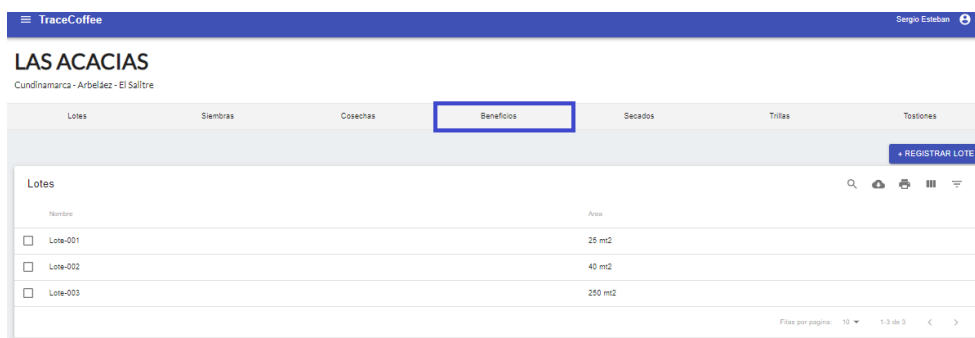 TraceCoffee Sergio Esteban
LAS ACACIAS
Cundinamarca - Arbeláez - El Salitre
Lotes Siembras Cosechas Beneficios Secados Trillas Tostiones
+ REGISTRAR LOTE
Lotes
Nombre Area
Lote-001 25 mt2
Lote-002 40 mt2
Lote-003 250 mt2
Filas por pagina: 10 1-3 de 3